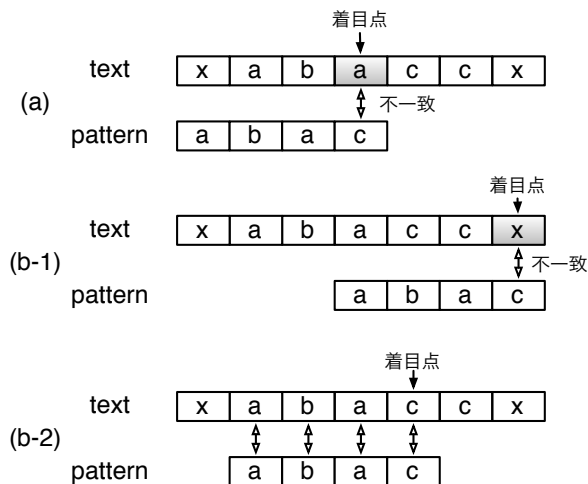 着目点
text x a b a c c x
(a)
不一致
pattern a b a c
着目点
text x a b a c c x
(b-1)
不一致
pattern a b a c
着目点
text x a b a c c x
(b-2)
pattern a b a c